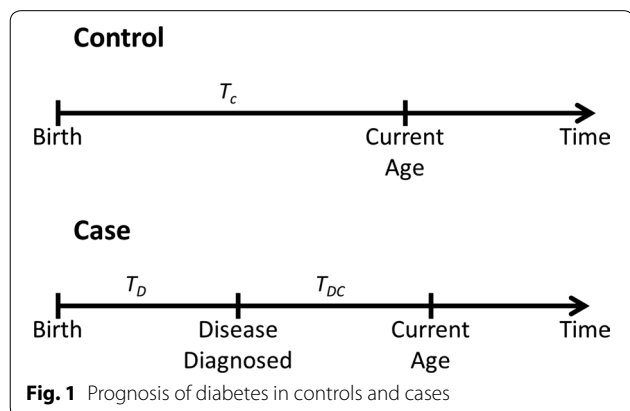 Control
T_c
Birth Current Time
Age
Case
T_D T_DC
Birth Disease Current Time
Diagnosed Age
Fig. 1 Prognosis of diabetes in controls and cases